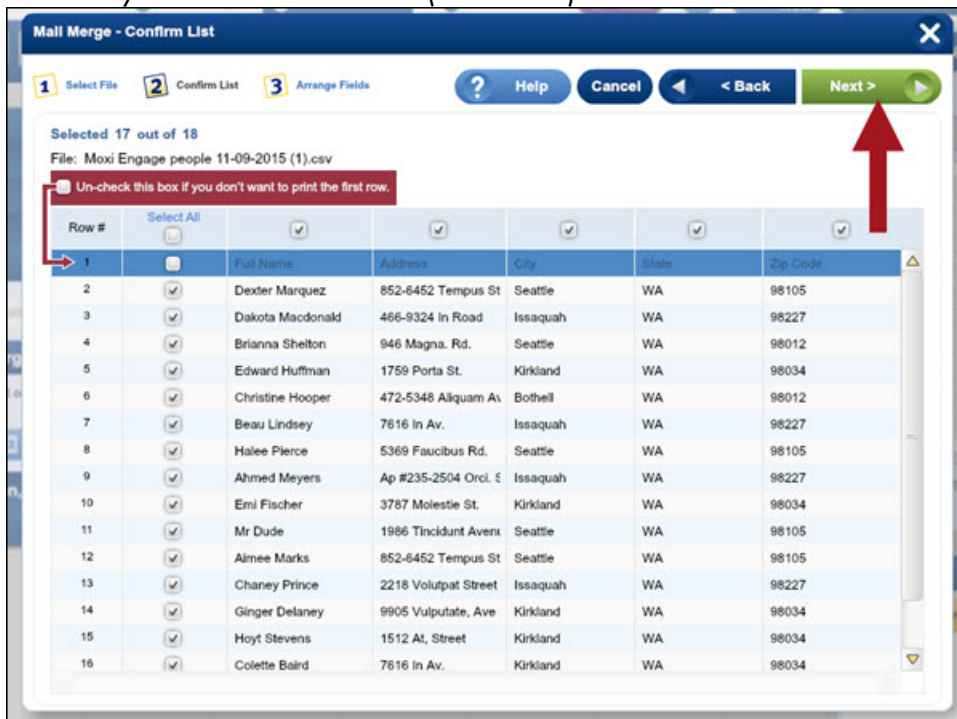 Mail Merge - Confirm List
1 Select File 2 Confirm List 3 Arrange Fields ? Help Cancel < Back Next >
Selected 17 out of 18
File: Moxi Engage people 11-09-2015 (1).csv
Un-check this box if you don't want to print the first row.
Row # Select All
1 Full Name Address City State Zip Code
2 Dexter Marquez 852-6452 Tempus St Seattle WA 98105
3 Dakota Macdonald 466-9324 In Road Issaquah WA 98227
4 Brianna Shelton 946 Magna. Rd. Seattle WA 98012
5 Edward Huffman 1759 Porta St. Kirkland WA 98034
6 Christine Hooper 472-5348 Aliquam Av Bothell WA 98012
7 Beau Lindsey 7616 In Av. Issaquah WA 98227
8 Halee Pierce 5369 Faucibus Rd. Seattle WA 98105
9 Ahmed Meyers Ap #235-2504 Orci. S Issaquah WA 98227
10 Emi Fischer 3787 Molestie St. Kirkland WA 98034
11 Mr Dude 1986 Tincidunt Avenu Seattle WA 98105
12 Aimee Marks 852-6452 Tempus St Seattle WA 98105
13 Chaney Prince 2218 Volutpat Street Issaquah WA 98227
14 Ginger Delaney 9905 Vulputate, Ave Kirkland WA 98034
15 Hoyt Stevens 1512 At, Street Kirkland WA 98034
16 Colette Baird 7616 In Av. Kirkland WA 98034